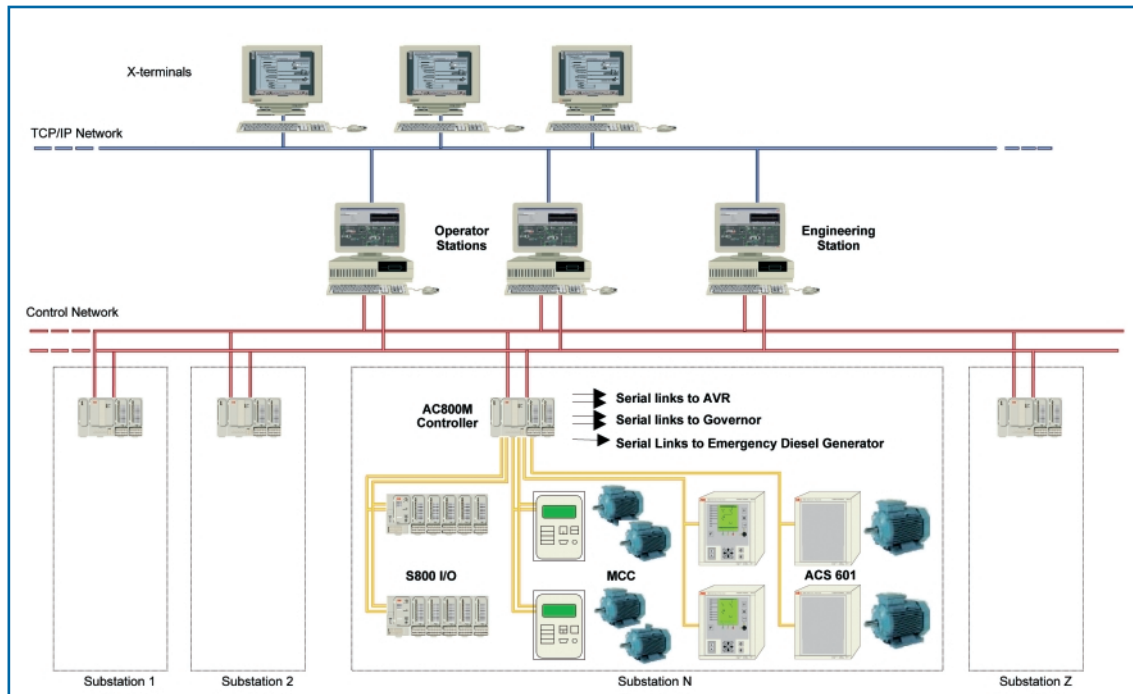 X-terminals
TCP/IP Network
Operator
Stations
Engineering
Station
Control Network
AC800M
Controller
Serial links to AVR
Serial links to Governor
Serial Links to Emergency Diesel Generator
S800 I/O
MCC
ACS 601
Substation 1
Substation 2
Substation N
Substation Z